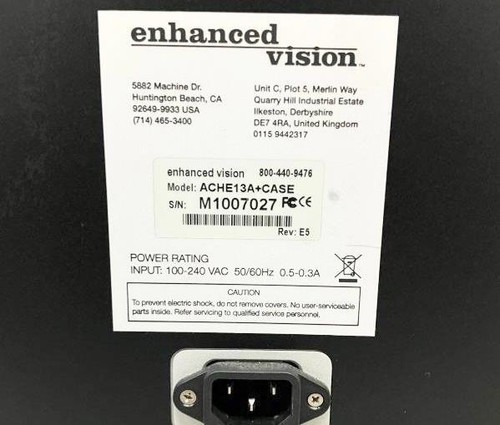 enhanced
vision™
5882 Machine Dr.
Huntington Beach, CA
92649-9933 USA
(714) 465-3400
Unit C, Plot 5, Merlin Way
Quarry Hill Industrial Estate
Ilkeston, Derbyshire
DE7 4RA, United Kingdom
0115 9442317
enhanced vision 800-440-9476
Model: ACHE13A+CASE
S/N: M1007027 FC CE
Rev: E5
POWER RATING
INPUT: 100-240 VAC 50/60Hz 0.5-0.3A
CAUTION
To prevent electric shock, do not remove covers. No user-serviceable
parts inside. Refer servicing to qualified service personnel.